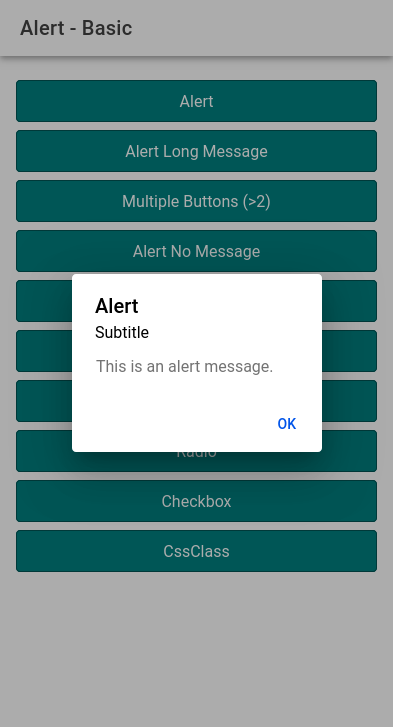 Alert - Basic
Alert
Alert Long Message
Multiple Buttons (>2)
Alert No Message
Alert
Subtitle
This is an alert message.
OK
Radio
Checkbox
CssClass